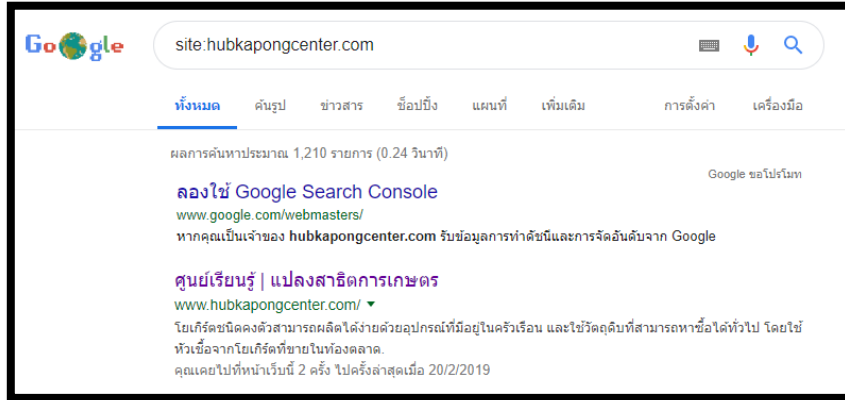 Google
site:hubkapongcenter.com
ทั้งหมด ค้นรูป ข่าวสาร ช็อปปิ้ง แผนที่ เพิ่มเติม การตั้งค่า เครื่องมือ
ผลการค้นหาประมาณ 1,210 รายการ (0.24 วินาที)
Google ขอโปรโมท
ลองใช้ Google Search Console
www.google.com/webmasters/
หากคุณเป็นเจ้าของ hubkapongcenter.com รับข้อมูลการทำดัชนีและการจัดอันดับจาก Google
ศูนย์เรียนรู้ | แปลงสาธิตการเกษตร
www.hubkapongcenter.com/
โยเกิร์ตชนิดคงตัวสามารถผลิตได้ง่ายด้วยอุปกรณ์ที่มีอยู่ในครัวเรือน และใช้วัตถุดิบที่สามารถหาซื้อได้ทั่วไป โดยใช้
หัวเชื้อจากโยเกิร์ตที่ขายในท้องตลาด.
คุณเคยไปที่หน้าเว็บนี้ 2 ครั้ง ไปครั้งล่าสุดเมื่อ 20/2/2019